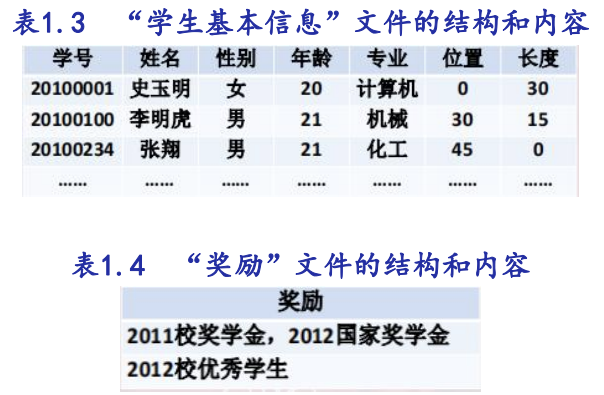 表1.3 “学生基本信息”文件的结构和内容
学号 姓名 性别 年龄 专业 位置 长度
20100001 史玉明 女 20 计算机 0 30
20100100 李明虎 男 21 机械 30 15
20100234 张翔 男 21 化工 45 0
…… …… …… …… …… …… ……
表1.4 “奖励”文件的结构和内容
奖励
2011校奖学金，2012国家奖学金
2012校优秀学生